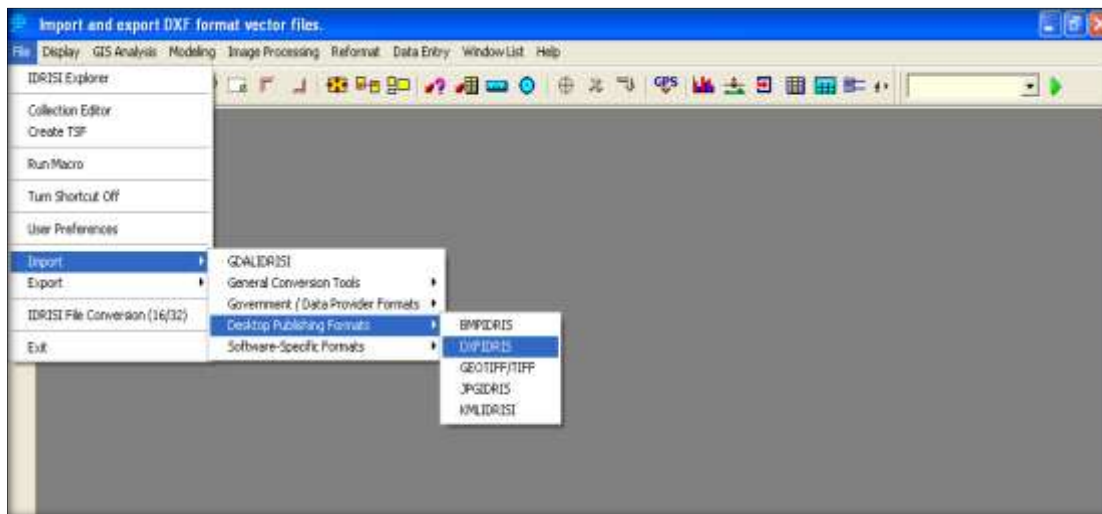 Import and export DXF format vector files.
File Display GIS Analysis Modeling Image Processing Reformat Data Entry Window List Help
IDRISI Explorer
Collection Editor
Create TSF
Run Macro
Turn Shortcut Off
User Preferences
Import
Export
IDRISI File Conversion (16/32)
Exit
GPS
GDALIDRISI
General Conversion Tools
Government / Data Provider Formats
Desktop Publishing Formats
Software-Specific Formats
BMPIDRIS
DXFIDRIS
GEOTIFF/TIFF
JPGIDRIS
KMLIDRISI